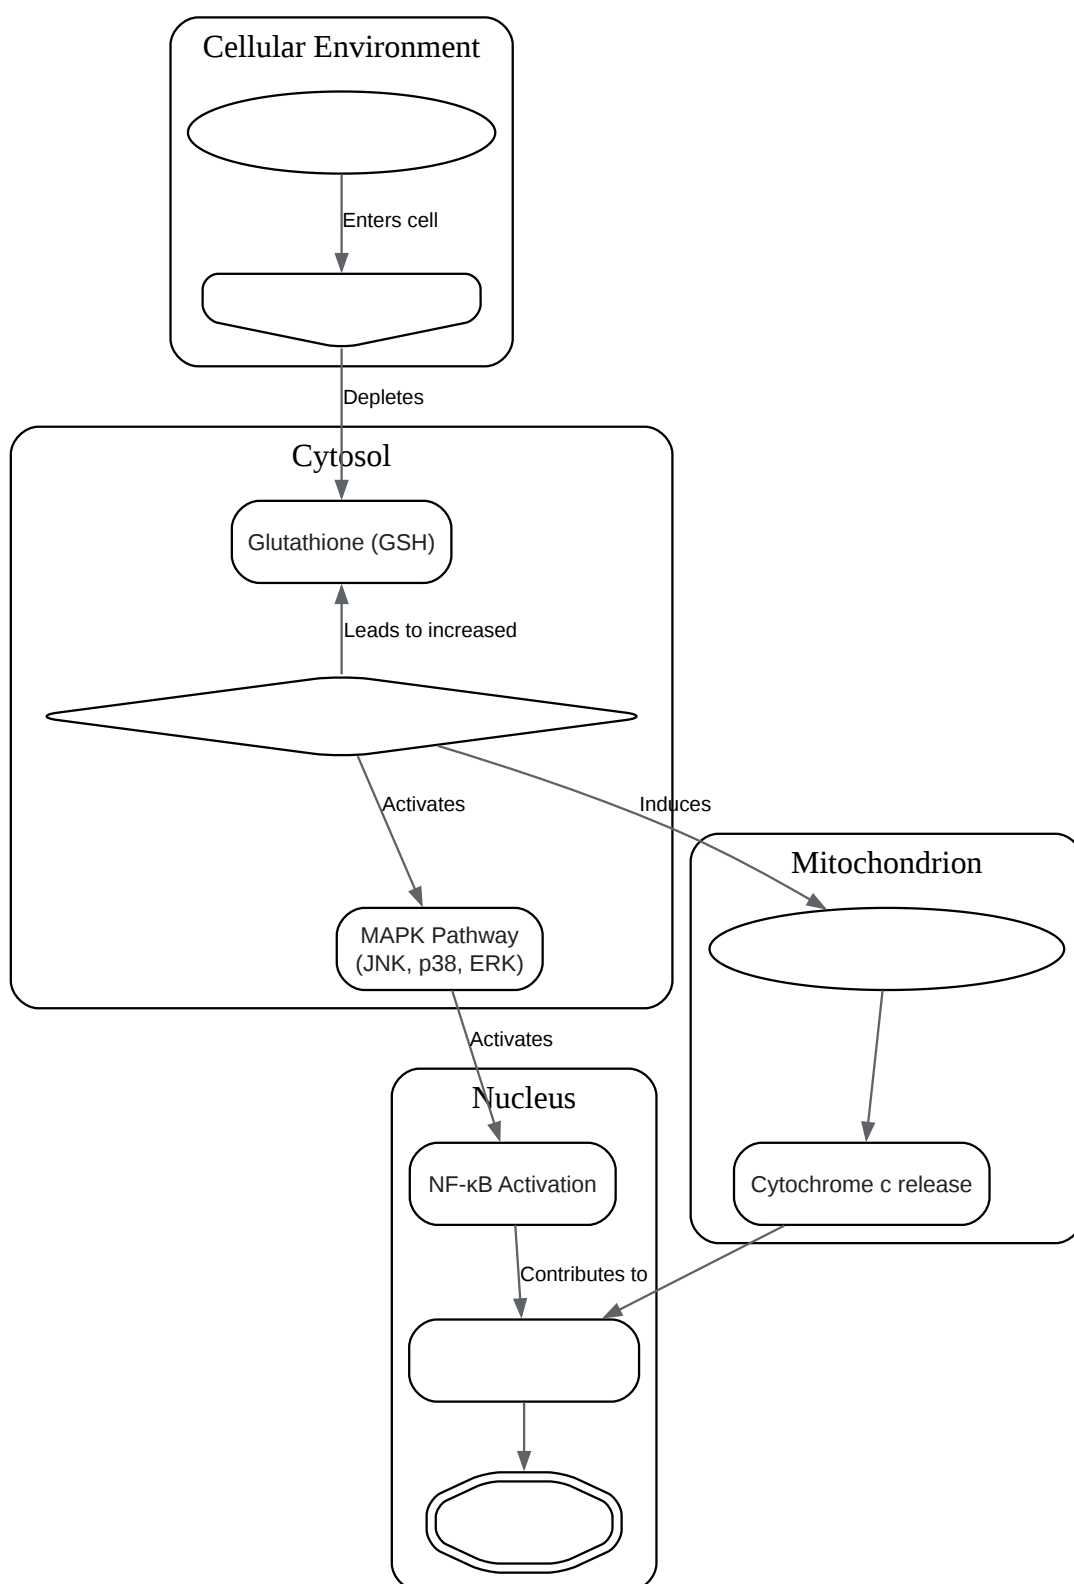 Cellular Environment
Enters cell
Depletes
Cytosol
Glutathione (GSH)
Leads to increased
Activates
Induces
Mitochondrion
MAPK Pathway
(JNK, p38, ERK)
Activates
Nucleus
NF-κB Activation
Cytochrome c release
Contributes to